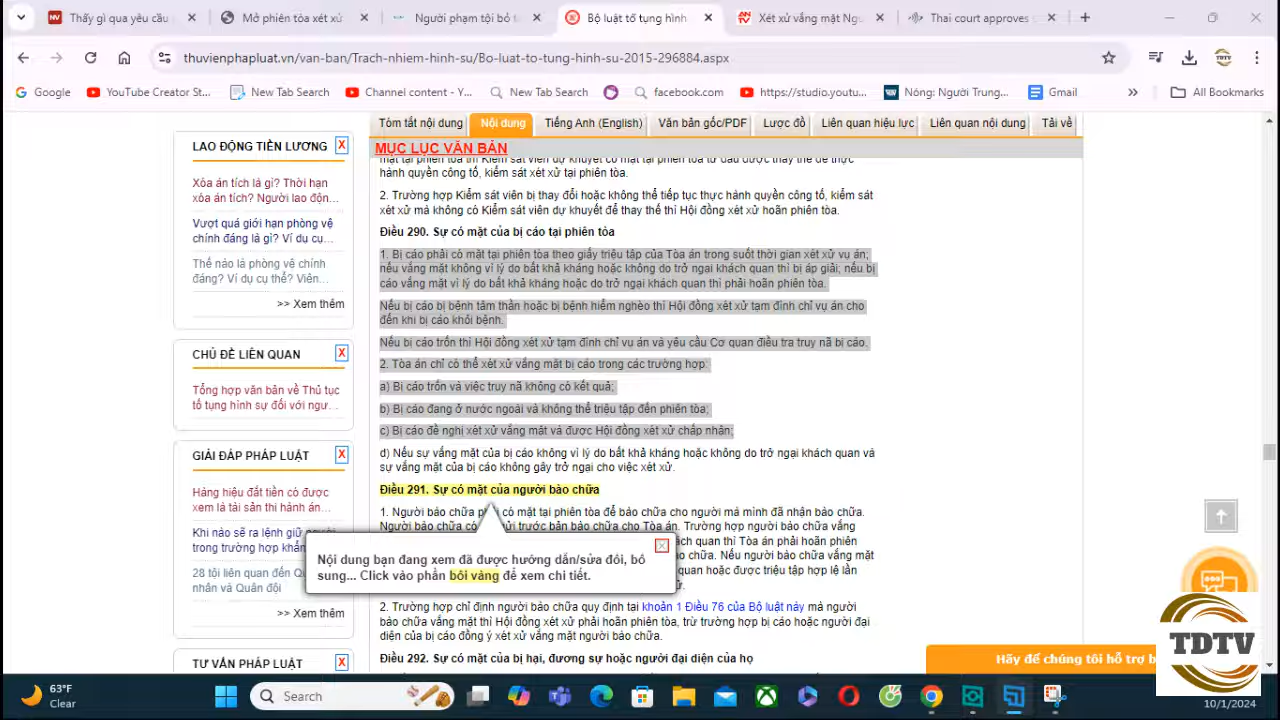 Thấy gì qua yêu cầu
Mở phiên tòa xét xử
Người phạm tội bỏ t
Bộ luật tố tụng hình
Xét xử vắng mặt Ng
Thai court approves
thuvienphapluat.vn/van-ban/Trach-nhiem-hinh-su/Bo-luat-to-tung-hinh-su-2015-296884.aspx
TDTV
Google
YouTube Creator St...
New Tab Search
Channel content - Y...
New Tab Search
facebook.com
https://studio.youtu...
Nóng: Người Trung...
Gmail
All Bookmarks
Tóm tắt nội dung
Nội dung
Tiếng Anh (English)
Văn bản gốc/PDF
Lược đồ
Liên quan hiệu lực
Liên quan nội dung
Tải về
MỤC LỤC VĂN BẢN
LAO ĐỘNG TIỀN LƯƠNG
X
Xóa án tích là gì? Thời hạn
xóa án tích? Người lao độn...
Vượt quá giới hạn phòng vệ
chính đáng là gì? Ví dụ cụ...
Thế nào là phòng vệ chính
đáng? Ví dụ cụ thể? Viên...
>> Xem thêm
CHỦ ĐỀ LIÊN QUAN
X
Tổng hợp văn bản về Thủ tục
tố tụng hình sự đối với ngư...
GIẢI ĐÁP PHÁP LUẬT
X
Hàng hiệu đắt tiền có được
xem là tài sản thi hành án...
Khi nào sẽ ra lệnh giữ người
trong trường hợp khẩn
28 tội liên quan đến Qu
nhân và Quân đội
>> Xem thêm
TƯ VẤN PHÁP LUẬT
X
mặt tại phiên tòa thì Kiểm sát viên dự khuyết có mặt tại phiên tòa từ đầu được thay thế để thực
hành quyền công tố, kiểm sát xét xử tại phiên tòa.
2. Trường hợp Kiểm sát viên bị thay đổi hoặc không thể tiếp tục thực hành quyền công tố, kiểm sát
xét xử mà không có Kiểm sát viên dự khuyết để thay thế thì Hội đồng xét xử hoãn phiên tòa.
Điều 290. Sự có mặt của bị cáo tại phiên tòa
1. Bị cáo phải có mặt tại phiên tòa theo giấy triệu tập của Tòa án trong suốt thời gian xét xử vụ án;
nếu vắng mặt không vì lý do bất khả kháng hoặc không do trở ngại khách quan thì bị áp giải; nếu bị
cáo vắng mặt vì lý do bất khả kháng hoặc do trở ngại khách quan thì phải hoãn phiên tòa.
Nếu bị cáo bị bệnh tâm thần hoặc bị bệnh hiểm nghèo thì Hội đồng xét xử tạm đình chỉ vụ án cho
đến khi bị cáo khỏi bệnh.
Nếu bị cáo trốn thì Hội đồng xét xử tạm đình chỉ vụ án và yêu cầu Cơ quan điều tra truy nã bị cáo.
2. Tòa án chỉ có thể xét xử vắng mặt bị cáo trong các trường hợp:
a) Bị cáo trốn và việc truy nã không có kết quả;
b) Bị cáo đang ở nước ngoài và không thể triệu tập đến phiên tòa;
c) Bị cáo đề nghị xét xử vắng mặt và được Hội đồng xét xử chấp nhận;
d) Nếu sự vắng mặt của bị cáo không vì lý do bất khả kháng hoặc không do trở ngại khách quan và
sự vắng mặt của bị cáo không gây trở ngại cho việc xét xử.
Điều 291. Sự có mặt của người bào chữa
1. Người bào chữa phải có mặt tại phiên tòa để bào chữa cho người mà mình đã nhận bào chữa.
Người bào chữa có gửi trước bản bào chữa cho Tòa án. Trường hợp người bào chữa vắng
quan thì Tòa án phải hoãn phiên
chữa. Nếu người bào chữa vắng mặt
quan hoặc được triệu tập hợp lệ lần
Nội dung bạn đang xem đã được hướng dẫn/sửa đổi, bổ
sung... Click vào phần bôi vàng để xem chi tiết.
2. Trường hợp chỉ định người bào chữa quy định tại khoản 1 Điều 76 của Bộ luật này mà người
bào chữa vắng mặt thì Hội đồng xét xử phải hoãn phiên tòa, trừ trường hợp bị cáo hoặc người đại
diện của bị cáo đồng ý xét xử vắng mặt người bào chữa.
Điều 292. Sự có mặt của bị hại, đương sự hoặc người đại diện của họ
Hãy để chúng tôi hỗ trợ b
TDTV
63°F
Clear
Search
10/1/2024